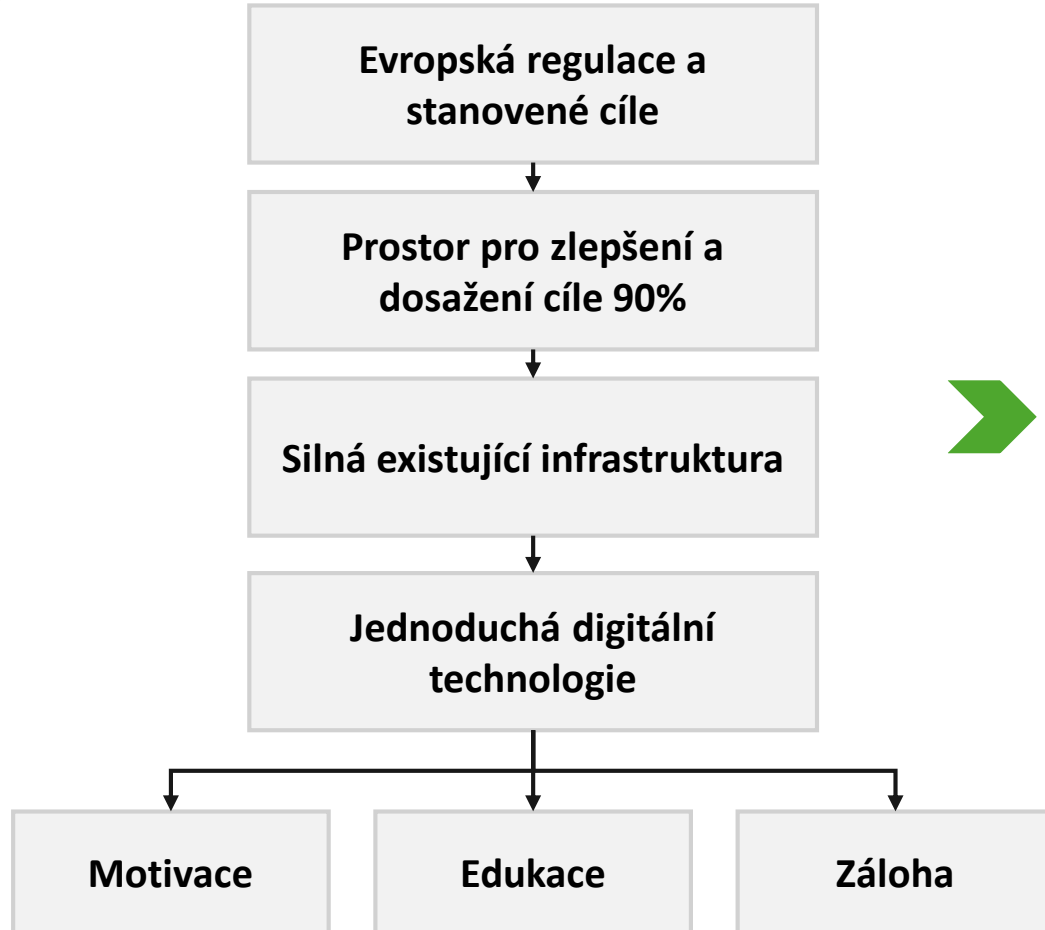 Evropská regulace a
stanovené cíle
Prostor pro zlepšení a
dosažení cíle 90%
Silná existující infrastruktura
Jednoduchá digitální
technologie
Motivace
Edukace
Záloha